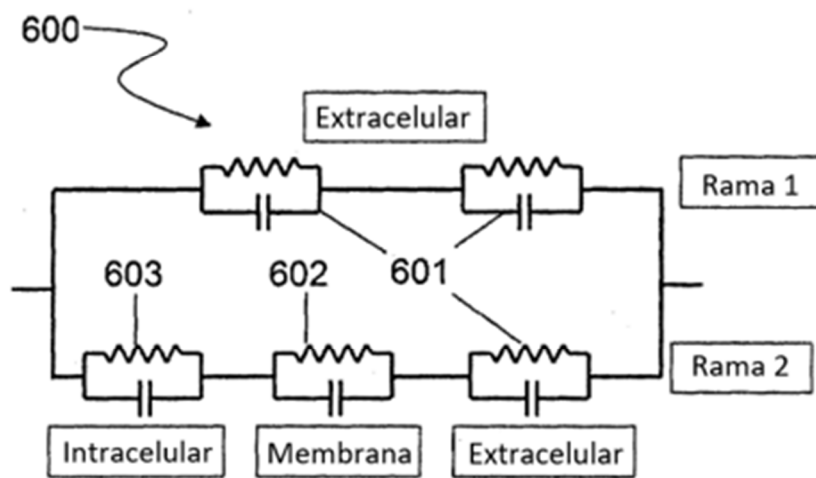 600
Extracelular
Rama 1
603
602
601
Rama 2
Intracelular
Membrana
Extracelular